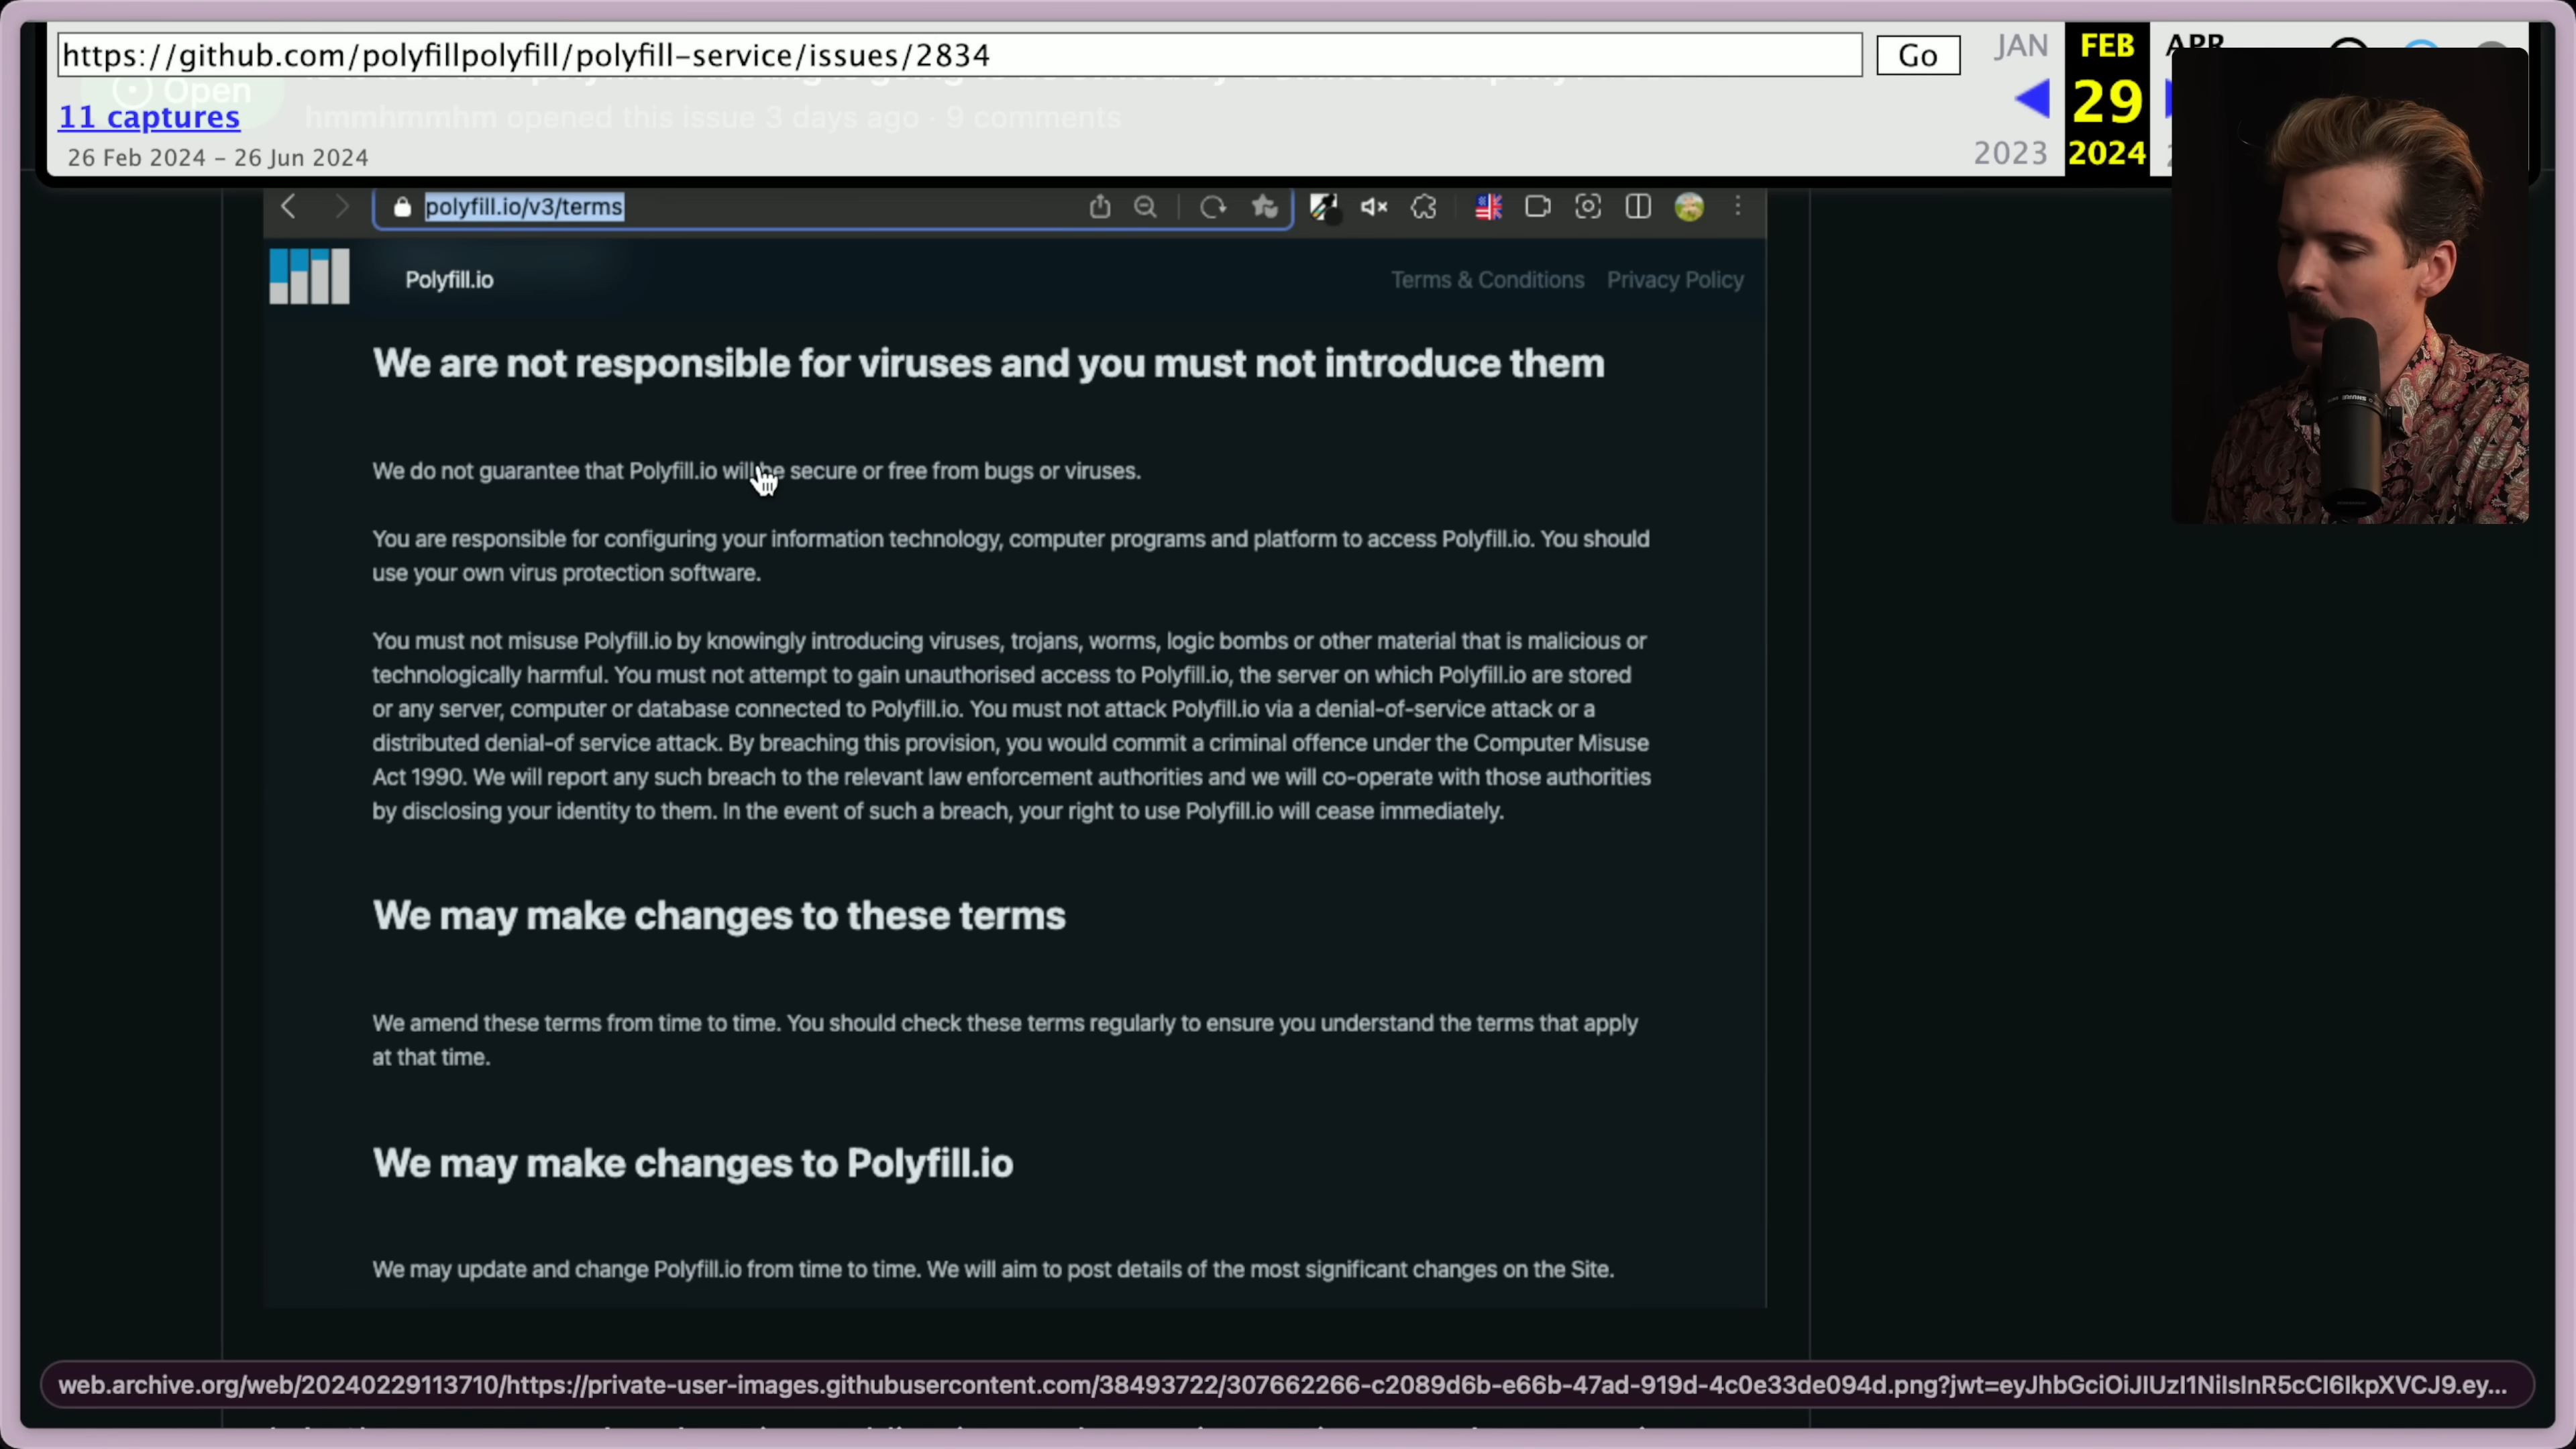 https://github.com/polyfillpolyfill/polyfill-service/issues/2834
Go
JAN
FEB
APR
Open
11 captures
hmmhmmhm opened this issue 3 days ago · 9 comments
29
26 Feb 2024 – 26 Jun 2024
2023
2024
polyfill.io/v3/terms
Polyfill.io
Terms & Conditions
Privacy Policy
We are not responsible for viruses and you must not introduce them
We do not guarantee that Polyfill.io will be secure or free from bugs or viruses.
You are responsible for configuring your information technology, computer programs and platform to access Polyfill.io. You should
use your own virus protection software.
You must not misuse Polyfill.io by knowingly introducing viruses, trojans, worms, logic bombs or other material that is malicious or
technologically harmful. You must not attempt to gain unauthorised access to Polyfill.io, the server on which Polyfill.io are stored
or any server, computer or database connected to Polyfill.io. You must not attack Polyfill.io via a denial-of-service attack or a
distributed denial-of service attack. By breaching this provision, you would commit a criminal offence under the Computer Misuse
Act 1990. We will report any such breach to the relevant law enforcement authorities and we will co-operate with those authorities
by disclosing your identity to them. In the event of such a breach, your right to use Polyfill.io will cease immediately.
We may make changes to these terms
We amend these terms from time to time. You should check these terms regularly to ensure you understand the terms that apply
at that time.
We may make changes to Polyfill.io
We may update and change Polyfill.io from time to time. We will aim to post details of the most significant changes on the Site.
web.archive.org/web/20240229113710/https://private-user-images.githubusercontent.com/38493722/307662266-c2089d6b-e66b-47ad-919d-4c0e33de094d.png?jwt=eyJhbGciOiJIUzI1NiIsInR5cCI6IkpXVCJ9.ey...